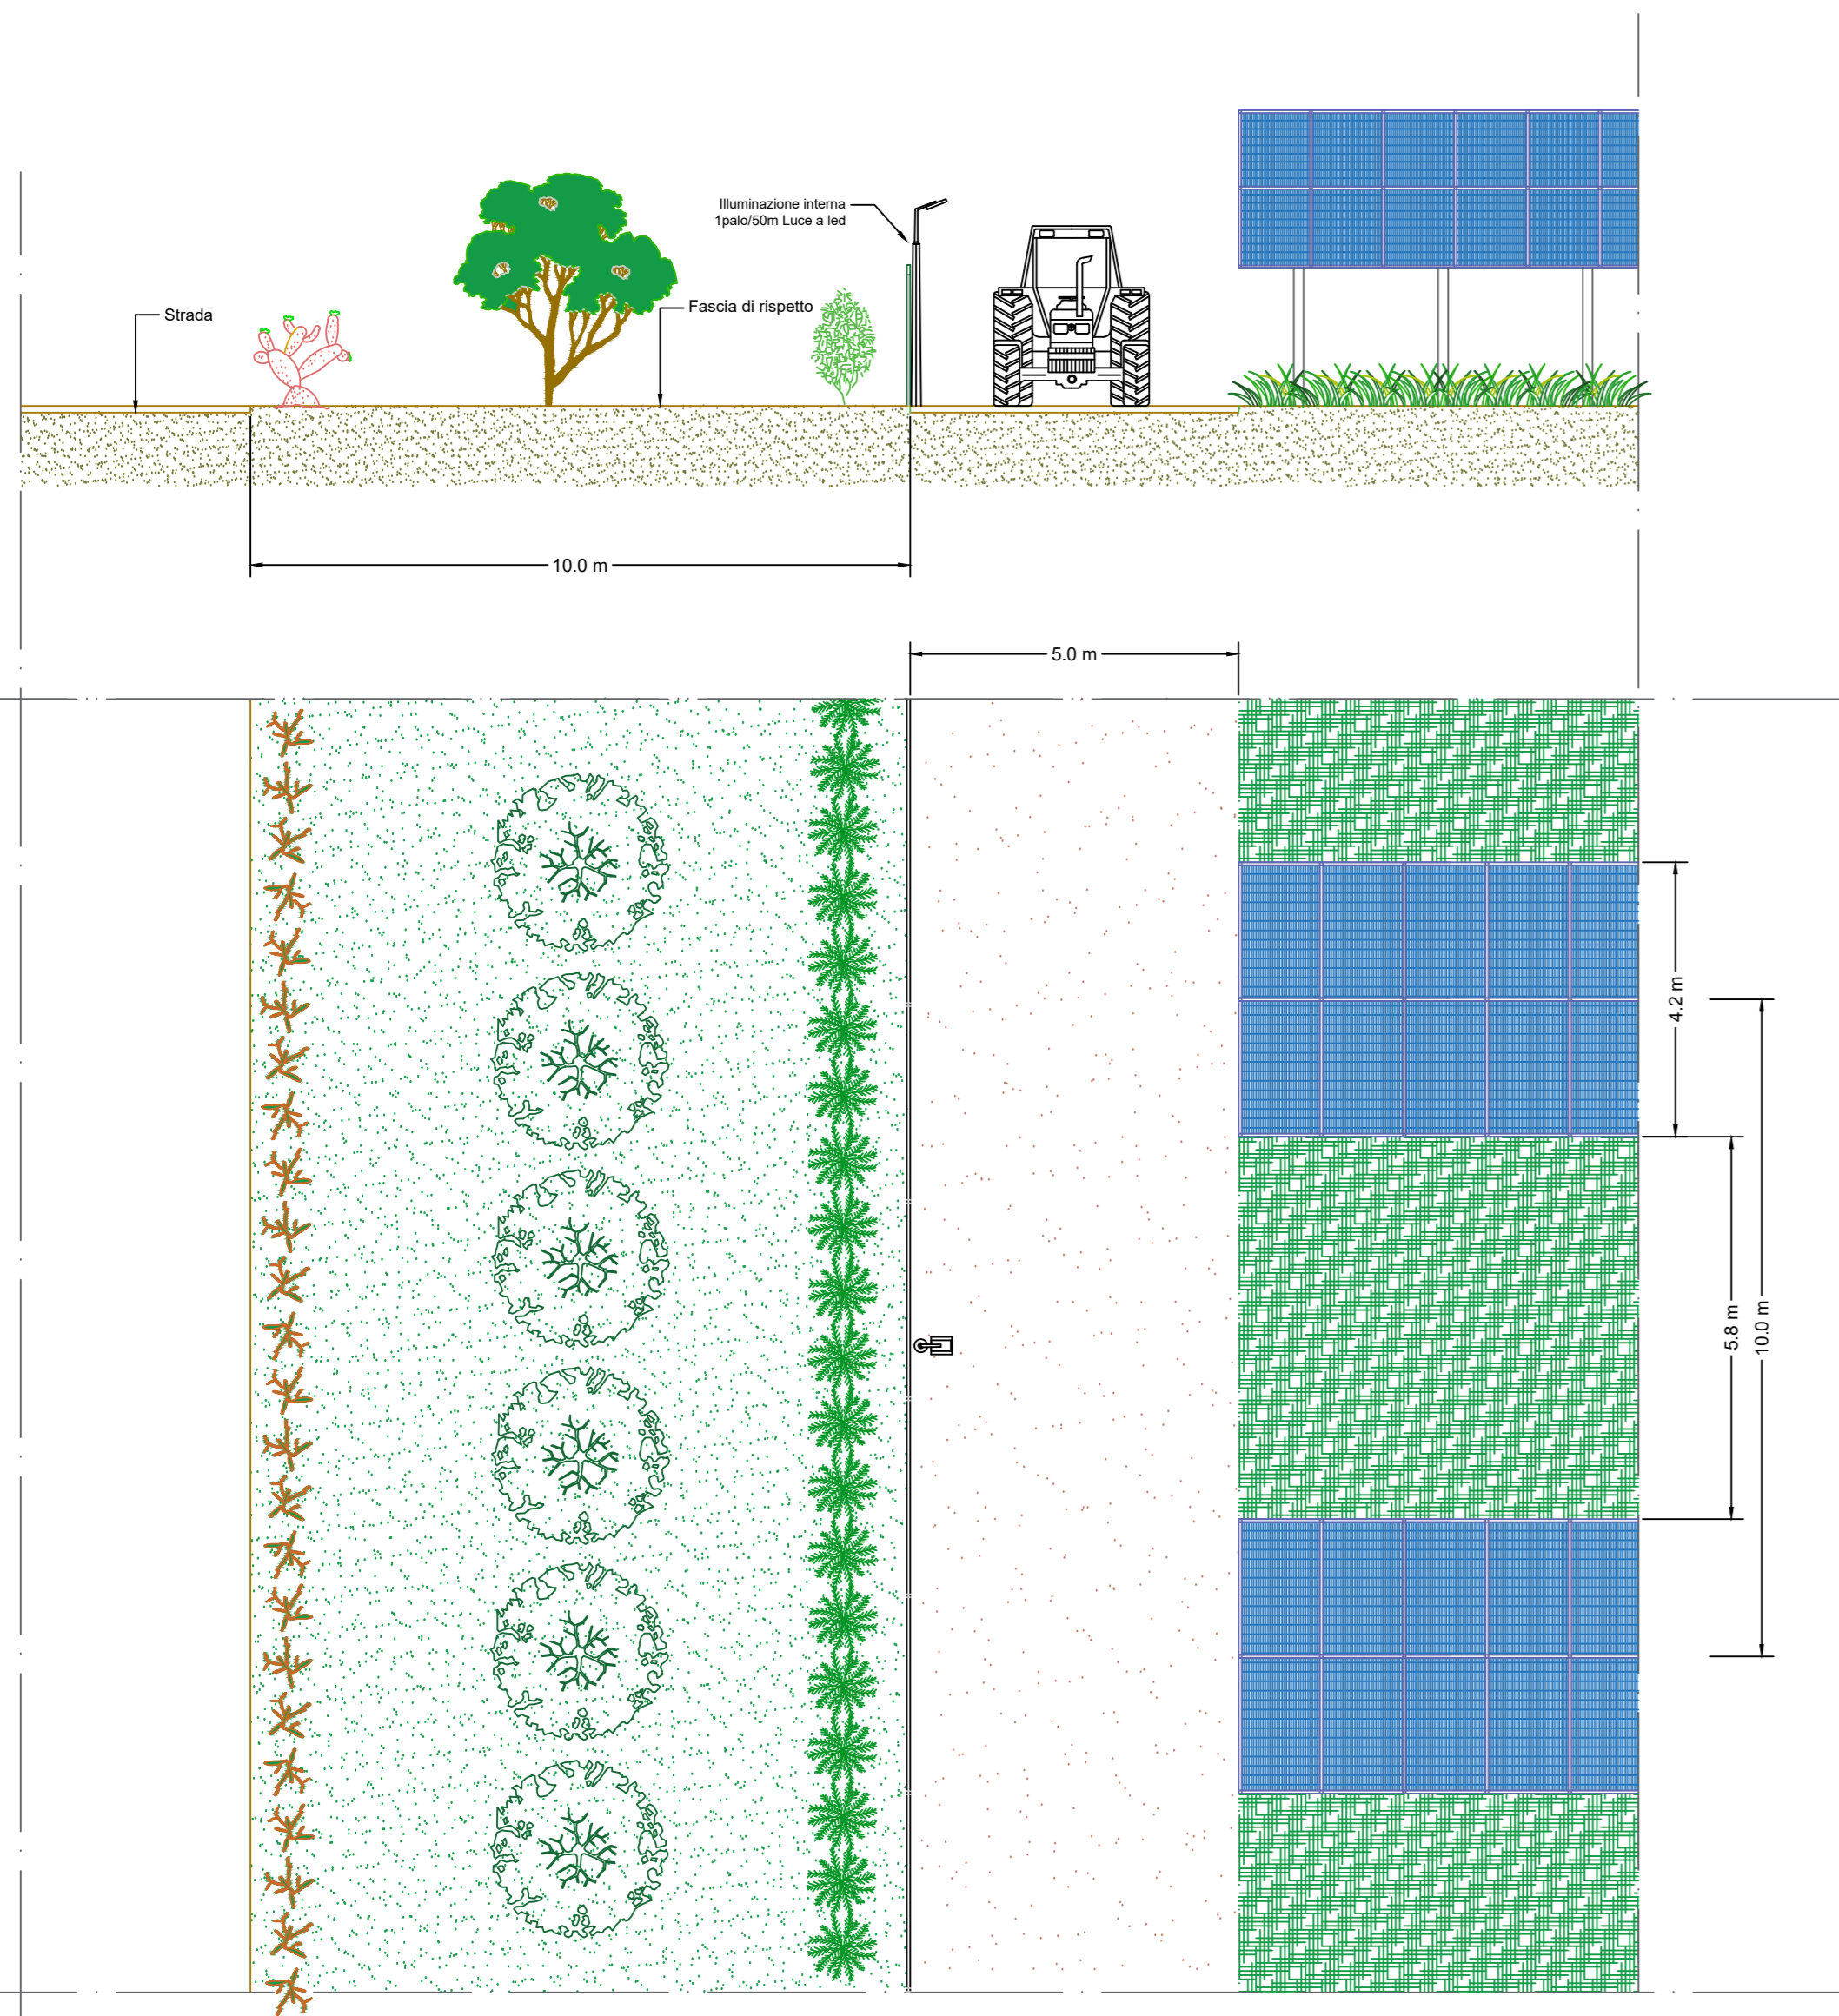 Illuminazione interna
1palo/50m Luce a led
Strada
Fascia di rispetto
10.0 m
5.0 m
4.2 m
5.8 m
10.0 m